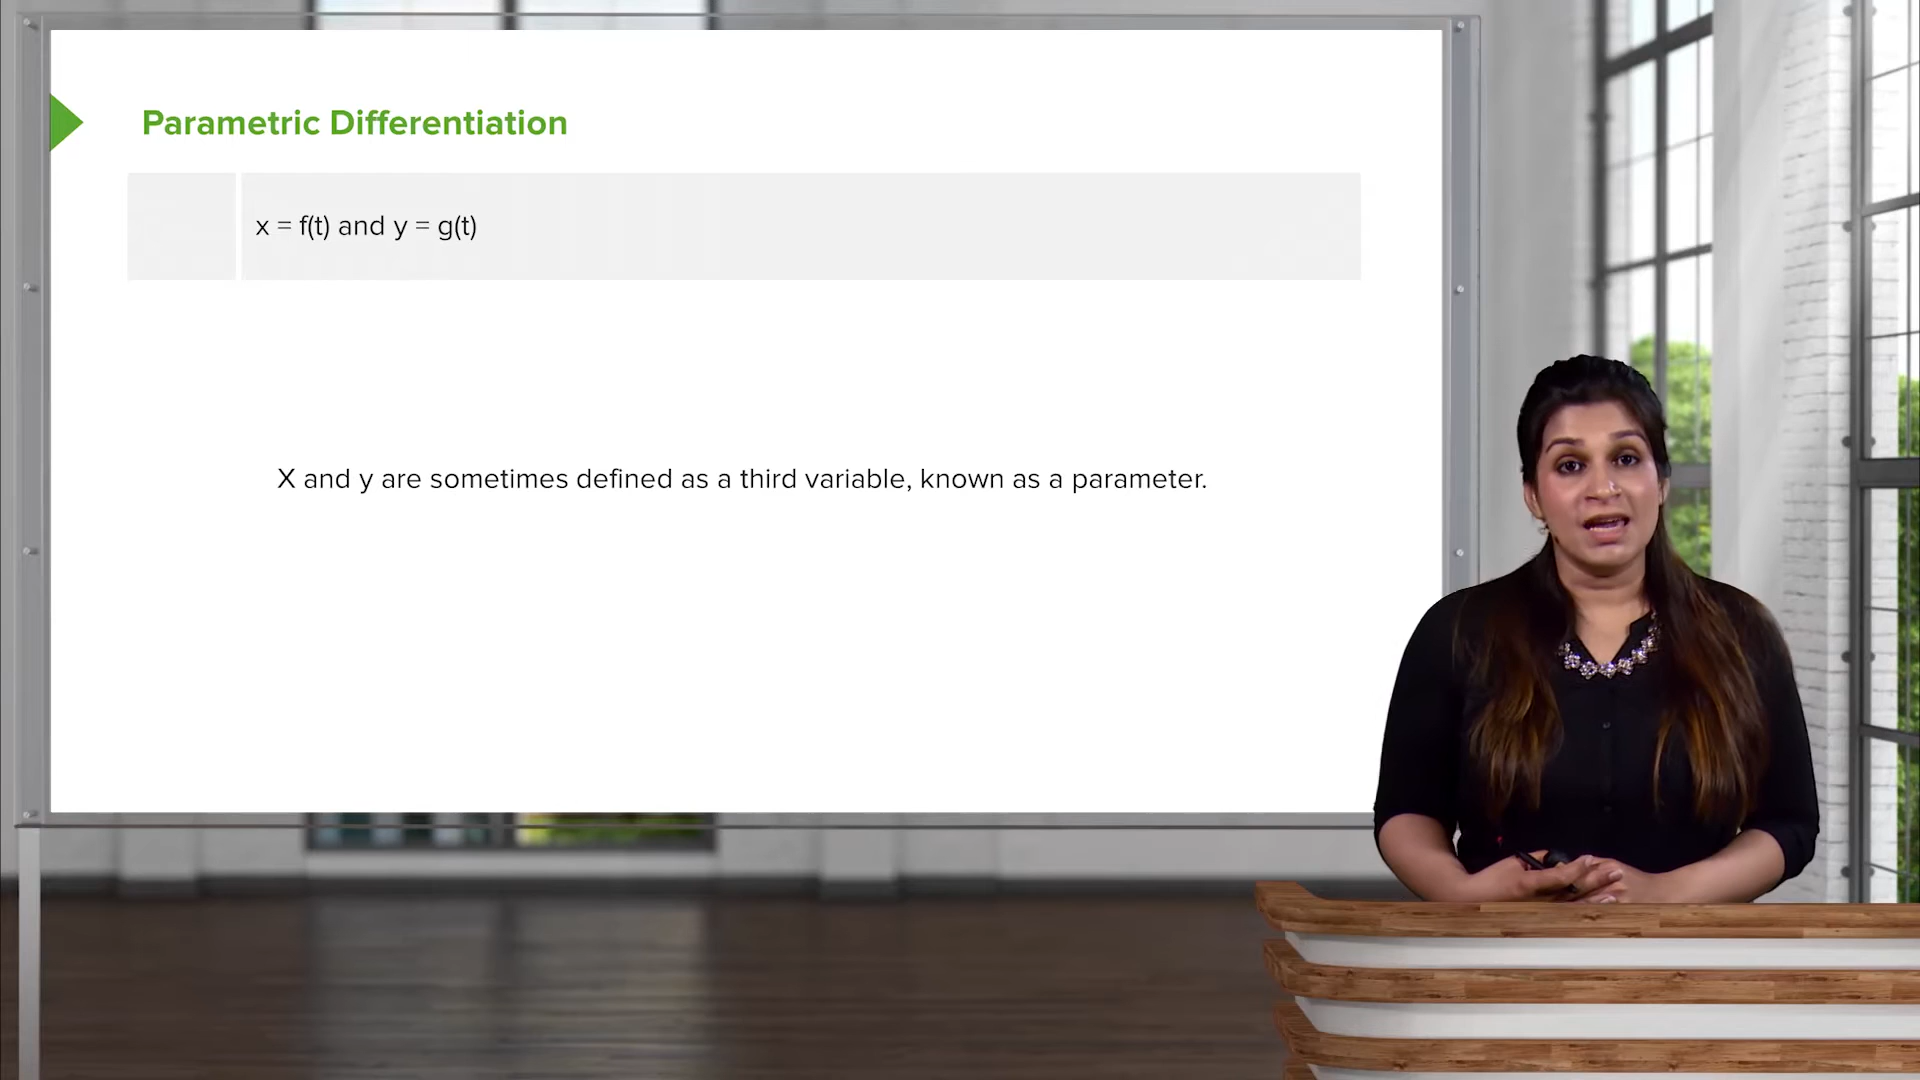 Parametric Differentiation
x = f(t) and y = g(t)
X and y are sometimes defined as a third variable, known as a parameter.